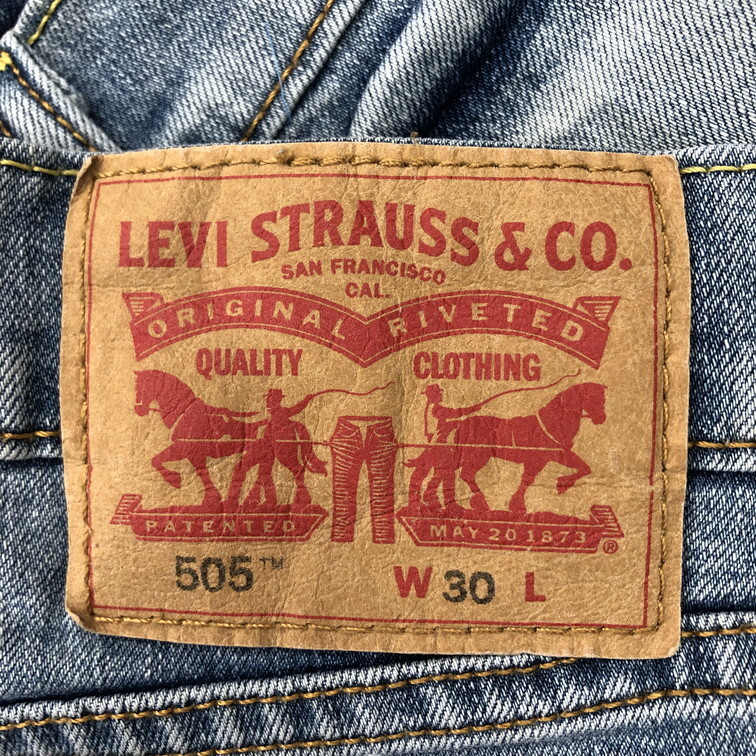 LEVI STRAUSS & CO.
SAN FRANCISCO
CAL.
ORIGINAL RIVETED
QUALITY CLOTHING
PATENTED MAY 20 1873 ®
505™ W 30 L